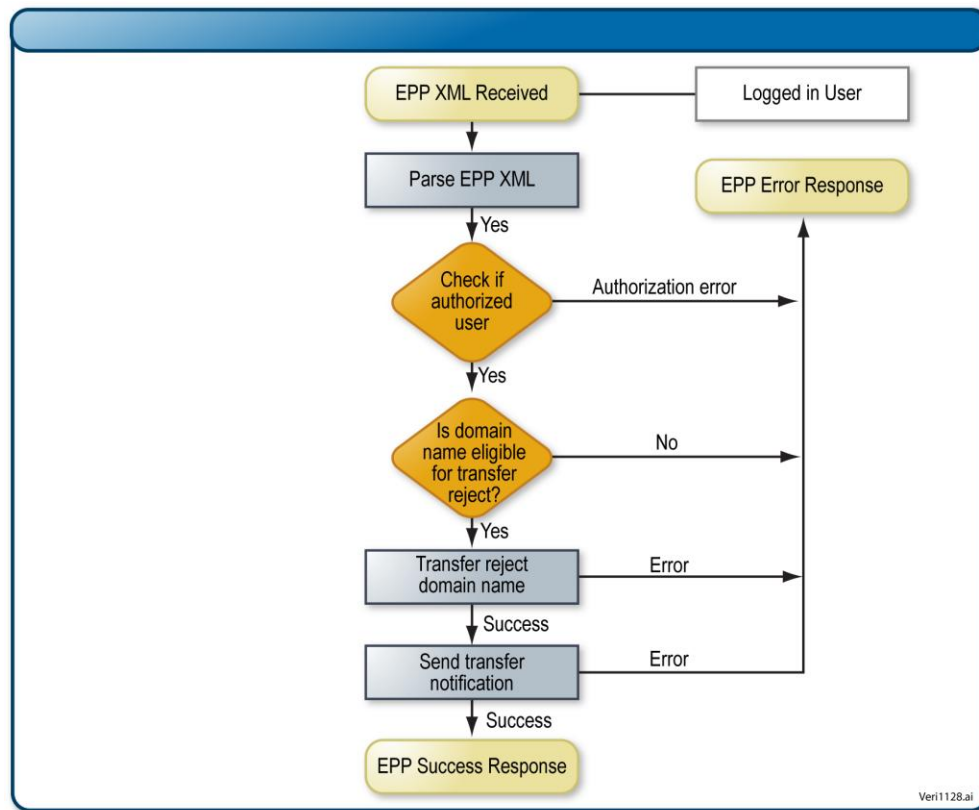 EPP XML Received
Logged in User
Parse EPP XML
EPP Error Response
Yes
Check if
authorized
user
Authorization error
Yes
Is domain
name eligible
for transfer
reject?
No
Yes
Transfer reject
domain name
Error
Success
Send transfer
notification
Error
Success
EPP Success Response
Veri1128.ai